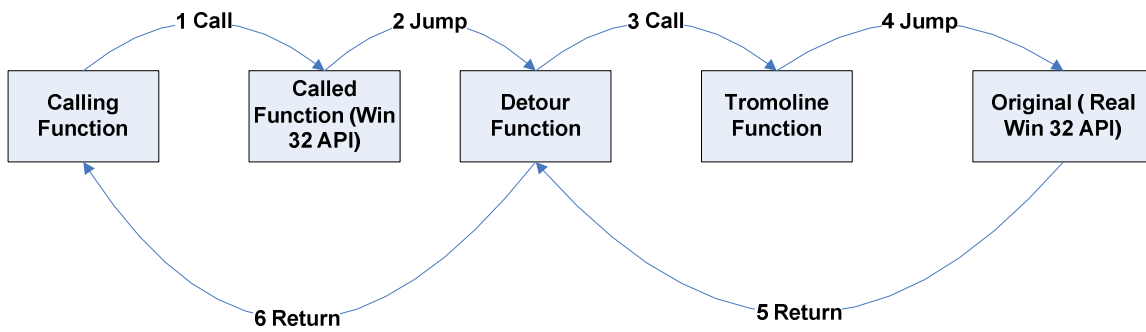 1 Call
2 Jump
3 Call
4 Jump
Calling
Function
Called
Function (Win
32 API)
Detour
Function
Tromoline
Function
Original ( Real
Win 32 API)
6 Return
5 Return